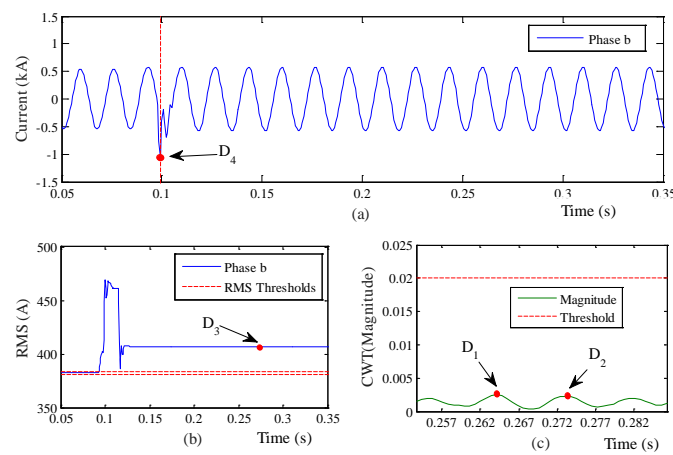 Current (kA)
1.5
1
0.5
0
-0.5
-1
-1.5
Phase b
D4
0.05
0.1
0.15
0.2
0.25
0.3
0.35
(a)
Time (s)
RMS (A)
500
450
400
350
Phase b
RMS Thresholds
D3
0.05
0.1
0.15
0.2
0.25
0.3
0.35
(b)
Time (s)
CWT(Magnitude)
0.025
0.02
0.015
0.01
0.005
0
Magnitude
Threshold
D1
D2
0.257
0.262
0.267
0.272
0.277
0.282
(c)
Time (s)